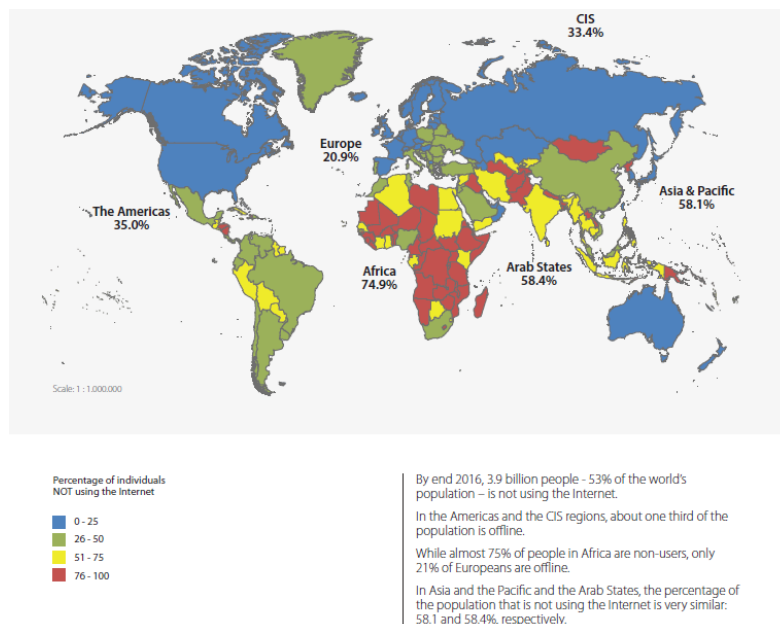 CIS
33.4%
Europe
20.9%
Asia & Pacific
58.1%
The Americas
35.0%
Africa
74.9%
Arab States
58.4%
Scale: 1 : 1.000.000
Percentage of individuals
NOT using the Internet
0 - 25
26 - 50
51 - 75
76 - 100
By end 2016, 3.9 billion people - 53% of the world's
population – is not using the Internet.
In the Americas and the CIS regions, about one third of the
population is offline.
While almost 75% of people in Africa are non-users, only
21% of Europeans are offline.
In Asia and the Pacific and the Arab States, the percentage of
the population that is not using the Internet is very similar:
58.1 and 58.4%, respectively.